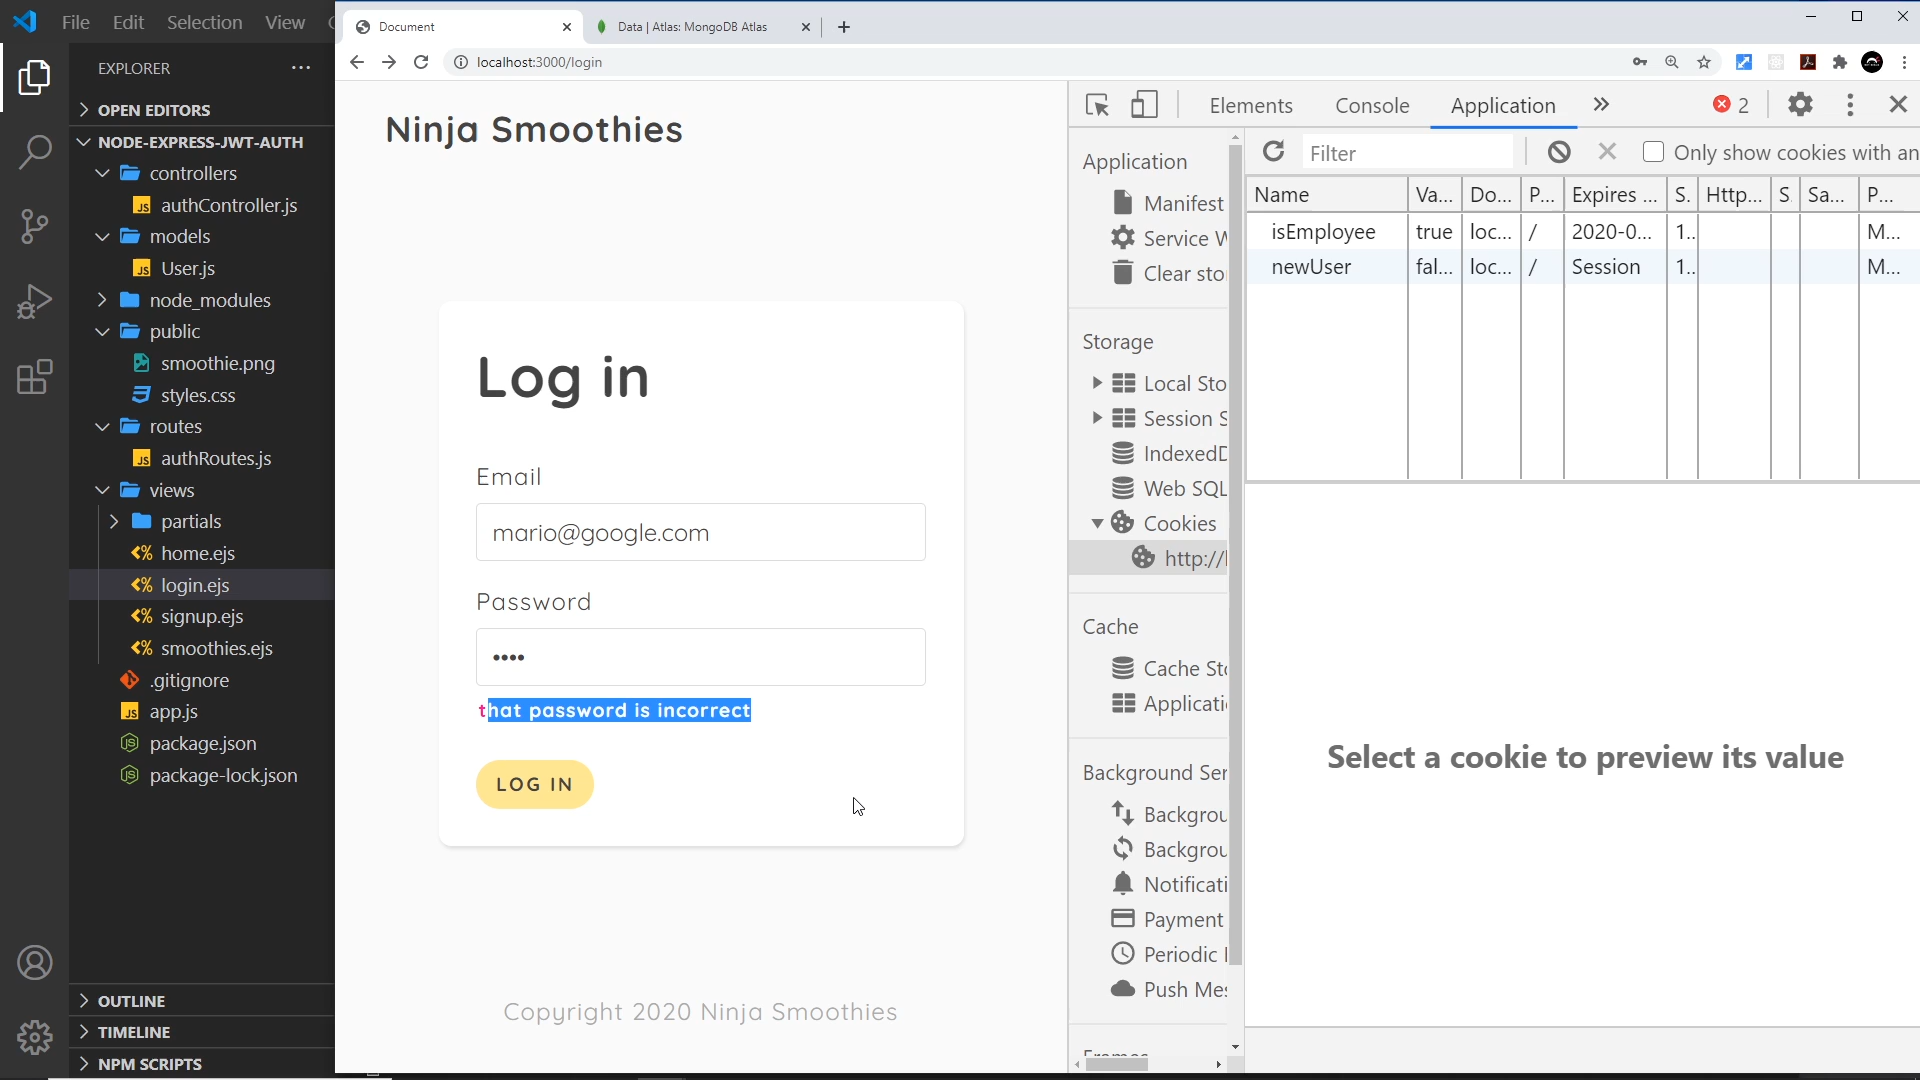 File Edit Selection View
EXPLORER
OPEN EDITORS
NODE-EXPRESS-JWT-AUTH
controllers
authController.js
models
User.js
node_modules
public
smoothie.png
styles.css
routes
authRoutes.js
views
partials
home.ejs
login.ejs
signup.ejs
smoothies.ejs
.gitignore
app.js
package.json
package-lock.json
OUTLINE
TIMELINE
NPM SCRIPTS
Document
Data | Atlas: MongoDB Atlas
localhost:3000/login
Ninja Smoothies
Log in
Email
mario@google.com
Password
that password is incorrect
LOG IN
Copyright 2020 Ninja Smoothies
Elements Console Application 2
Application
Manifest
Service W
Clear sto
Storage
Local Sto
Session S
IndexedD
Web SQL
Cookies
http://
Cache
Cache Sto
Applicati
Background Ser
Backgrou
Backgrou
Notificati
Payment
Periodic
Push Mes
Frames
Filter Only show cookies with an
Name Va... Do... P... Expires ... S. Http... S Sa... P...
isEmployee true loc... / 2020-0... 1.. M...
newUser fal... loc... / Session 1.. M...
Select a cookie to preview its value